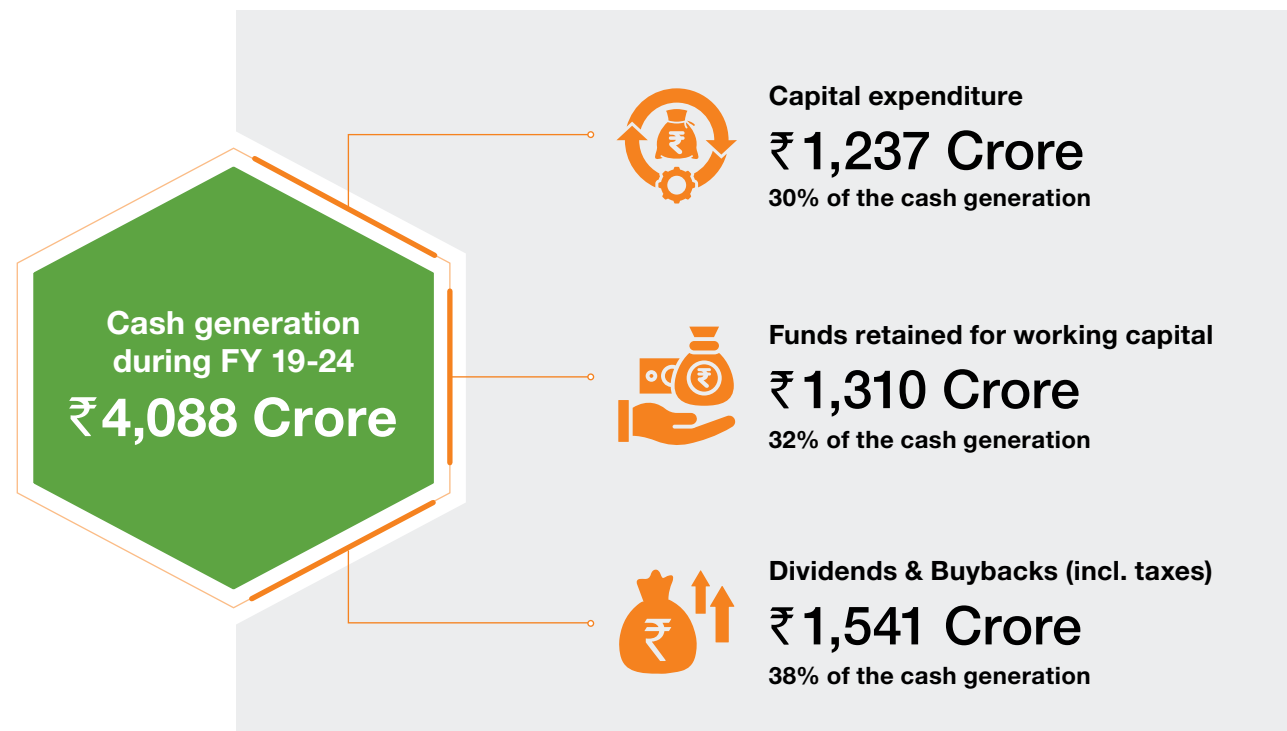 Cash generation
during FY 19-24
₹4,088 Crore
Capital expenditure
₹1,237 Crore
30% of the cash generation
Funds retained for working capital
₹1,310 Crore
32% of the cash generation
Dividends & Buybacks (incl. taxes)
₹1,541 Crore
38% of the cash generation